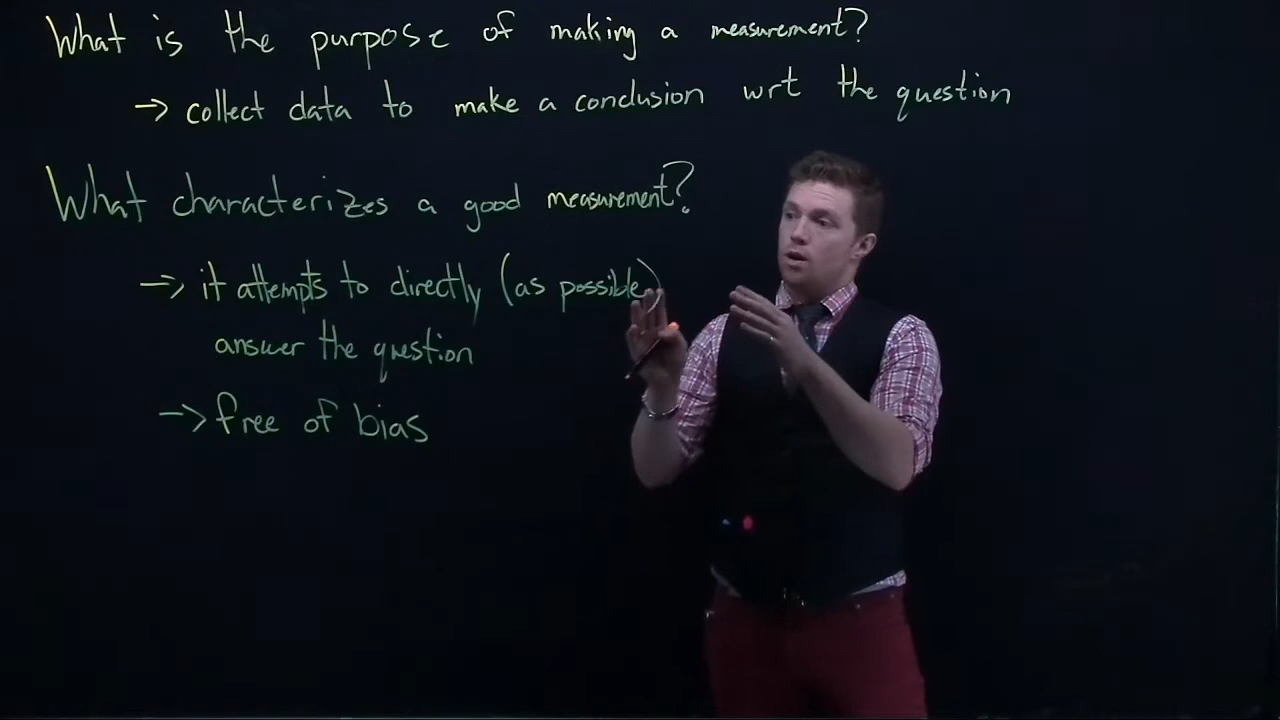 What is the purpose of making a measurement?
→ collect data to make a conclusion wrt the question
What characterizes a good measurement?
→ it attempts to directly (as possible)
answer the question
→ free of bias